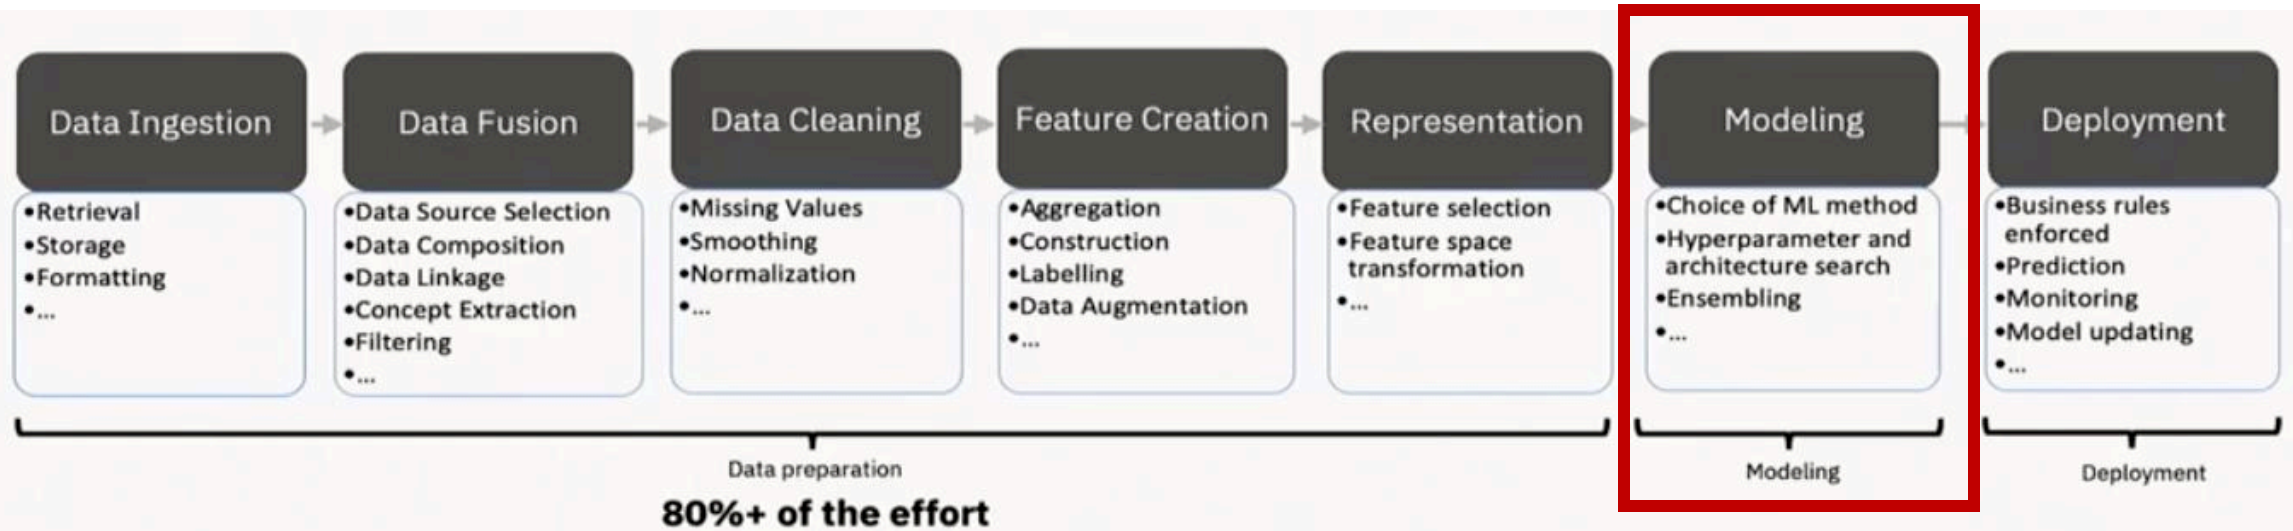 Data Ingestion
•Retrieval
•Storage
•Formatting
•...
Data Fusion
•Data Source Selection
•Data Composition
•Data Linkage
•Concept Extraction
•Filtering
•...
Data Cleaning
•Missing Values
•Smoothing
•Normalization
•...
Feature Creation
•Aggregation
•Construction
•Labelling
•Data Augmentation
•...
Representation
•Feature selection
•Feature space
transformation
•...
Modeling
•Choice of ML method
•Hyperparameter and
architecture search
•Ensembling
•...
Deployment
•Business rules
enforced
•Prediction
•Monitoring
•Model updating
•...
Data preparation
80%+ of the effort
Modeling
Deployment